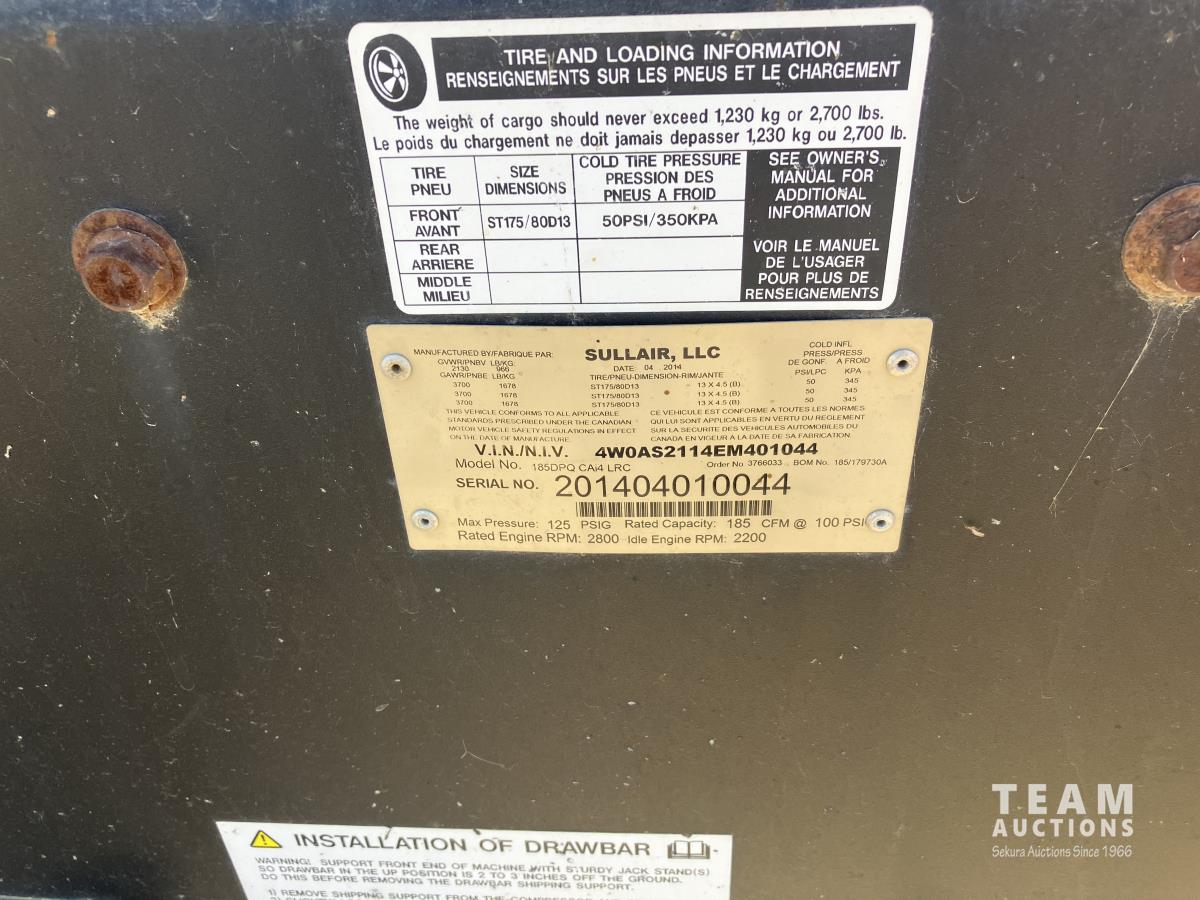 TIRE AND LOADING INFORMATION
RENSEIGNEMENTS SUR LES PNEUS ET LE CHARGEMENT
The weight of cargo should never exceed 1,230 kg or 2,700 lbs.
Le poids du chargement ne doit jamais depasser 1,230 kg ou 2,700 lb.
TIRE
PNEU
SIZE
DIMENSIONS
COLD TIRE PRESSURE
PRESSION DES
PNEUS A FROID
SEE OWNER'S
MANUAL FOR
ADDITIONAL
INFORMATION
FRONT
AVANT
ST175/80D13
50PSI/350KPA
REAR
ARRIERE
MIDDLE
MILIEU
VOIR LE MANUEL
DE L'USAGER
POUR PLUS DE
RENSEIGNEMENTS
MANUFACTURED BY/FABRIQUE PAR: SULLAIR, LLC
GVWR/PNBV LB/KG: DATE 04 2014
2130 966
GAWR/PNBE LB/KG: TIRE/PNEU-DIMENSION-RIM/JANTE
COLD INFL
PRESS/PRESS
DE GONF. A FROID
PSI/LPC KPA
3700 1678 ST175/80D13 13 X 4.5 (B) 50 345
3700 1678 ST175/80D13 13 X 4.5 (B) 50 345
3700 1678 ST175/80D13 13 X 4.5 (B) 50 345
THIS VEHICLE CONFORMS TO ALL APPLICABLE
STANDARDS PRESCRIBED UNDER THE CANADIAN
MOTOR VEHICLE SAFETY REGULATIONS IN EFFECT
ON THE DATE OF MANUFACTURE.
CE VEHICULE EST CONFORME A TOUTES LES NORMES
QUI LUI SONT APPLICABLES EN VERTU DU REGLEMENT
SUR LA SECURITE DES VEHICULES AUTOMOBILES DU
CANADA EN VIGEUR A LA DATE DE SA FABRICATION.
V.I.N./N.I.V. 4W0AS2114EM401044
Model No. 185DPQ CAi4 LRC Order No. 3766033 BOM No. 185/179730A
SERIAL NO. 201404010044
Max Pressure: 125 PSIG Rated Capacity: 185 CFM @ 100 PSI
Rated Engine RPM: 2800 Idle Engine RPM: 2200
INSTALLATION OF DRAWBAR
WARNING: SUPPORT FRONT END OF MACHINE WITH STURDY JACK STAND(S)
SO DRAWBAR IN THE UP POSITION IS 2 TO 3 INCHES OFF THE GROUND.
DO THIS BEFORE REMOVING THE DRAWBAR SHIPPING SUPPORT.
1) REMOVE SHIPPING SUPPORT FROM THE
TEAM
AUCTIONS
Sekura Auctions Since 1966